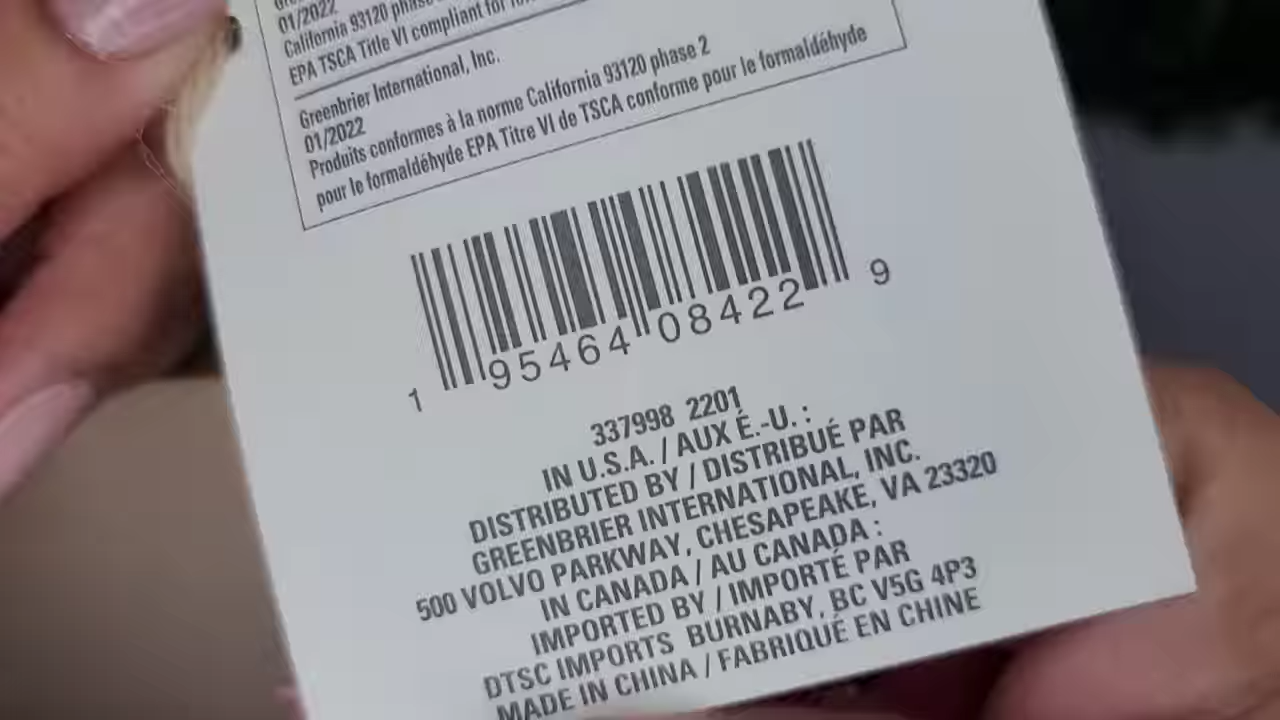 01/2022
California 93120 phase
EPA TSCA Title VI compliant for
Greenbrier International, Inc.
01/2022
Produits conformes à la norme California 93120 phase 2
pour le formaldéhyde EPA Titre VI de TSCA conforme pour le formaldéhyde
1 95464 08422 9
337998 2201
IN U.S.A. / AUX É.-U. :
DISTRIBUTED BY / DISTRIBUÉ PAR
GREENBRIER INTERNATIONAL, INC.
500 VOLVO PARKWAY, CHESAPEAKE, VA 23320
IN CANADA / AU CANADA :
IMPORTED BY / IMPORTÉ PAR
DTSC IMPORTS BURNABY, BC V5G 4P3
MADE IN CHINA / FABRIQUÉ EN CHINE